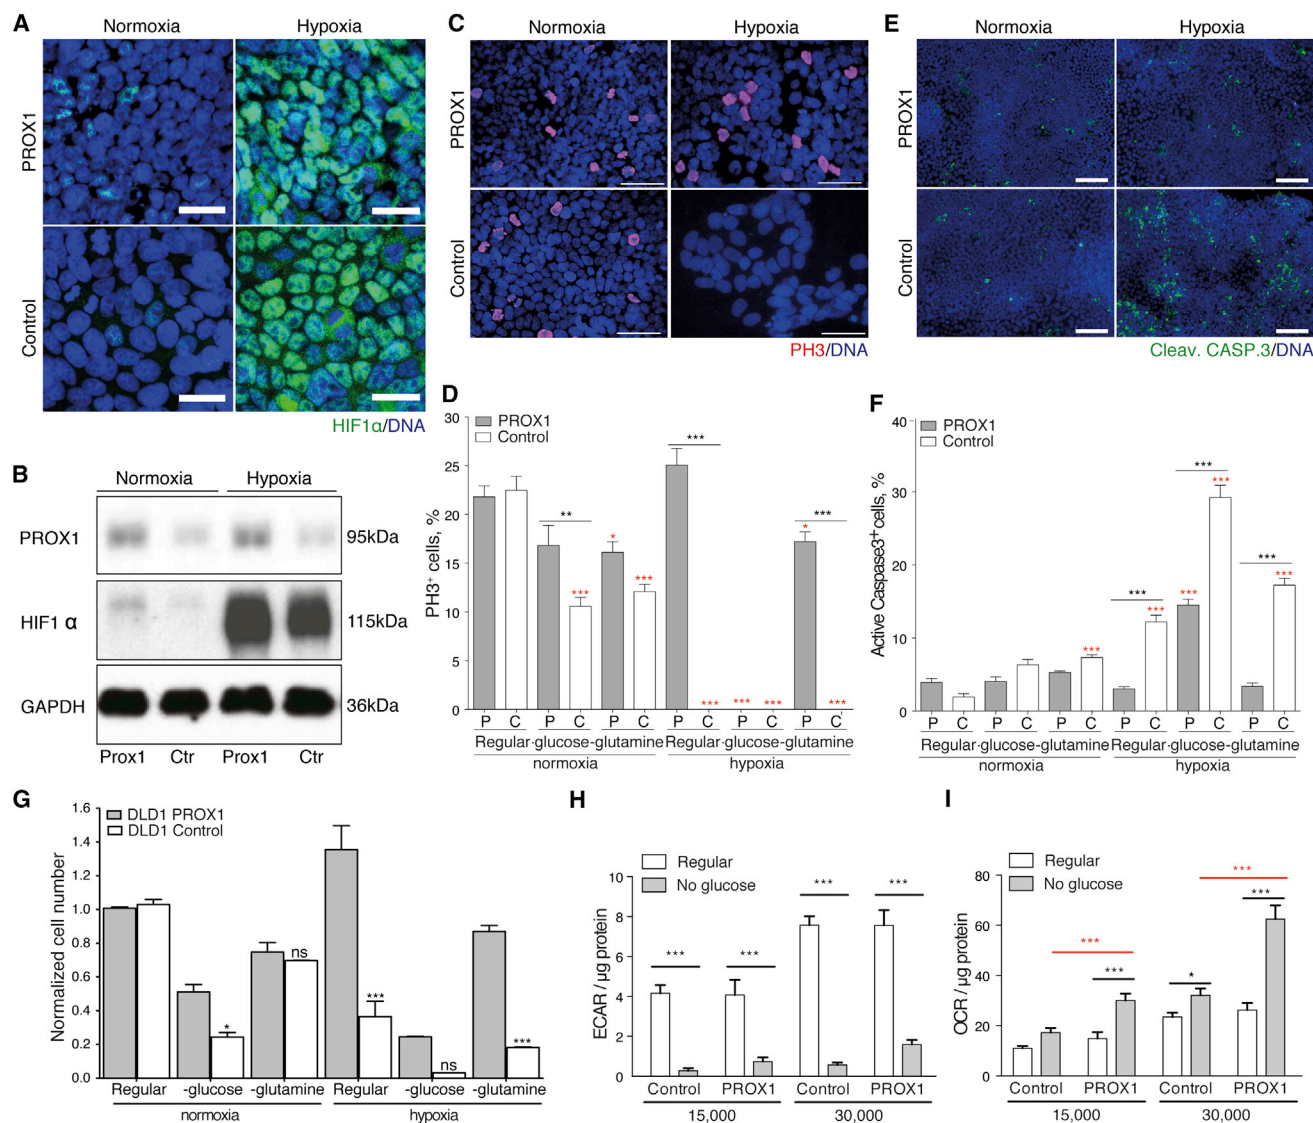 A
Normoxia Hypoxia
PROX1
Control
HIF1α/DNA
B
Normoxia Hypoxia
PROX1 95kDa
HIF1 α 115kDa
GAPDH 36kDa
Prox1 Ctr Prox1 Ctr
C
Normoxia Hypoxia
PROX1
Control
PH3/DNA
D
PROX1
Control
PH3⁺ cells, %
30
25
20
15
10
5
0
** * *** *** *** *** *** *** *** * ***
P C P C P C P C P C P C
Regular -glucose -glutamine Regular -glucose -glutamine
normoxia hypoxia
E
Normoxia Hypoxia
PROX1
Control
Cleav. CASP.3/DNA
F
PROX1
Control
Active Caspase3⁺ cells, %
40
30
20
10
0
*** *** *** *** *** *** *** ***
P C P C P C P C P C P C
Regular -glucose -glutamine Regular -glucose -glutamine
normoxia hypoxia
G
DLD1 PROX1
DLD1 Control
Normalized cell number
1.6
1.4
1.2
1.0
0.8
0.6
0.4
0.2
0.0
* ns *** ns ***
Regular -glucose -glutamine Regular -glucose -glutamine
normoxia hypoxia
H
Regular
No glucose
ECAR / µg protein
10
8
6
4
2
0
*** *** *** ***
Control PROX1 Control PROX1
15,000 30,000
I
Regular
No glucose
OCR / µg protein
80
60
40
20
0
*** *** * *** ***
Control PROX1 Control PROX1
15,000 30,000